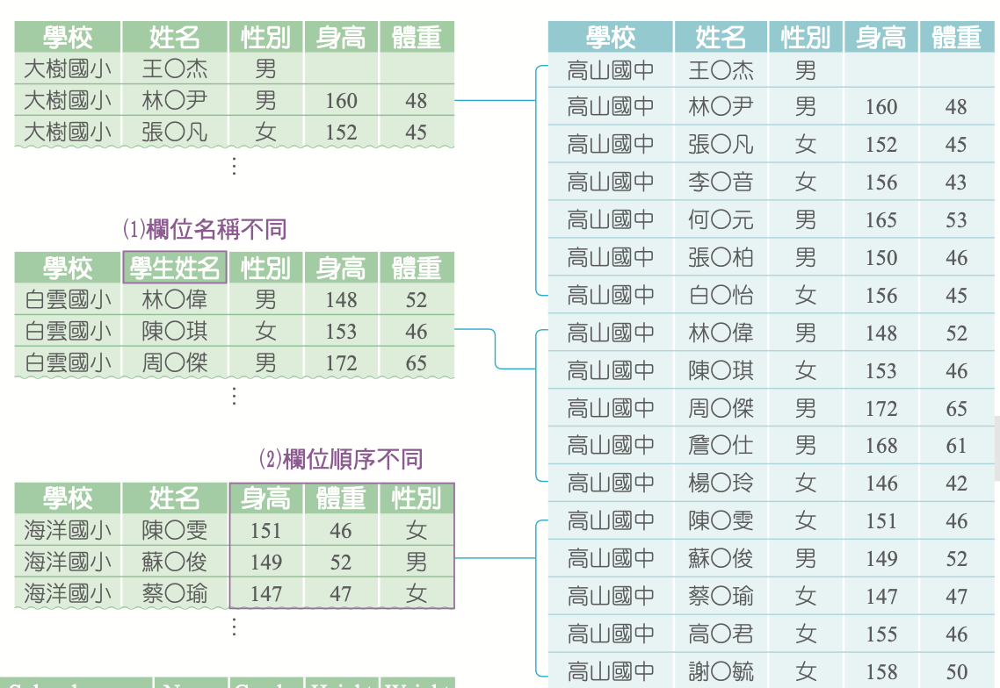 學校 姓名 性別 身高 體重
大樹國小 王〇杰 男
大樹國小 林〇尹 男 160 48
大樹國小 張〇凡 女 152 45
⋮
(1)欄位名稱不同
學校 學生姓名 性別 身高 體重
白雲國小 林〇偉 男 148 52
白雲國小 陳〇琪 女 153 46
白雲國小 周〇傑 男 172 65
⋮
(2)欄位順序不同
學校 姓名 身高 體重 性別
海洋國小 陳〇雯 151 46 女
海洋國小 蘇〇俊 149 52 男
海洋國小 蔡〇瑜 147 47 女
⋮
學校 姓名 性別 身高 體重
高山國中 王〇杰 男
高山國中 林〇尹 男 160 48
高山國中 張〇凡 女 152 45
高山國中 李〇音 女 156 43
高山國中 何〇元 男 165 53
高山國中 張〇柏 男 150 46
高山國中 白〇怡 女 156 45
高山國中 林〇偉 男 148 52
高山國中 陳〇琪 女 153 46
高山國中 周〇傑 男 172 65
高山國中 詹〇仕 男 168 61
高山國中 楊〇玲 女 146 42
高山國中 陳〇雯 女 151 46
高山國中 蘇〇俊 男 149 52
高山國中 蔡〇瑜 女 147 47
高山國中 高〇君 女 155 46
高山國中 謝〇毓 女 158 50